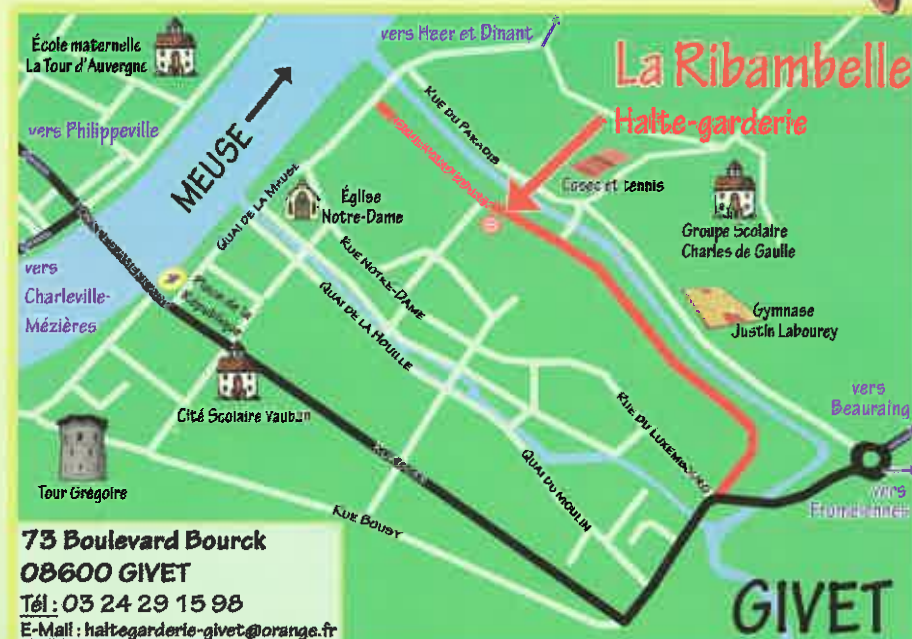 École maternelle
La Tour d'Auvergne
vers Heer et Dinant
La Ribambelle
Halte-garderie
vers Philippeville
MEUSE
RUE DU PARADIS
Cosec et tennis
Groupe Scolaire
Charles de Gaulle
QUAI DE LA MEUSE
Église
Notre-Dame
RUE NOTRE-DAME
vers
Charleville-
Mézières
Place de la
République
QUAI DE LA HOUILLE
Gymnase
Justin Labourey
Cité Scolaire Vauban
RUE DU LUXEMBOURG
vers
Beauraing
Tour Grégoire
QUAI DU MOULIN
vers
Fromelennes
RUE BOUSY
73 Boulevard Bourck
08600 GIVET
Tél : 03 24 29 15 98
E-Mail : haltegarderie-givet@orange.fr
GIVET